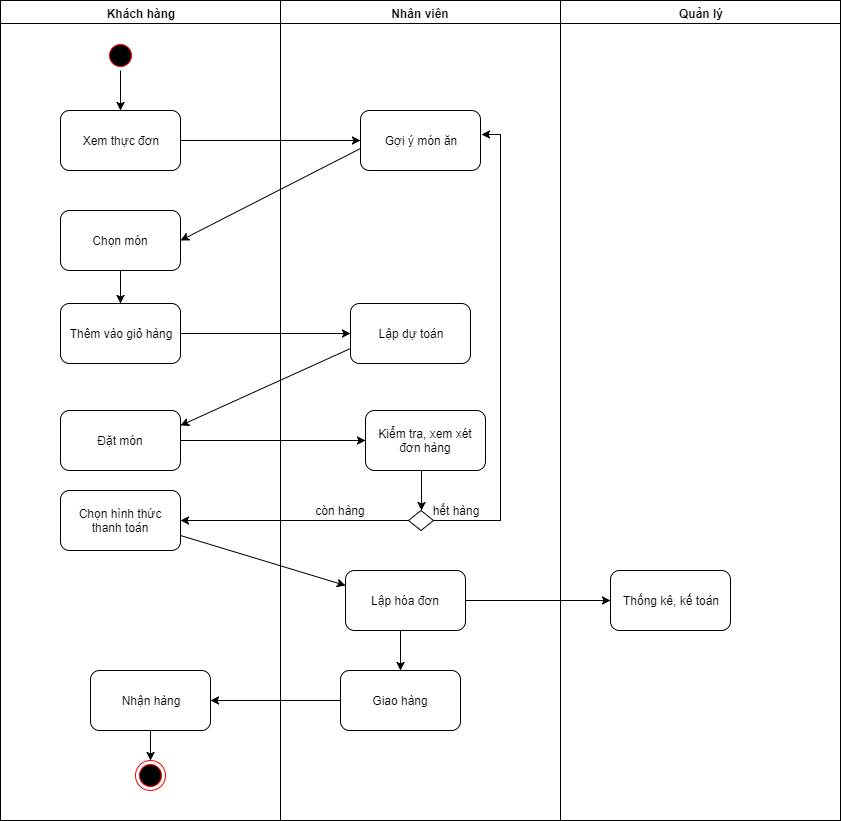 Khách hàng
Nhân viên
Quản lý
Xem thực đơn
Gợi ý món ăn
Chọn món
Thêm vào giỏ hàng
Lập dự toán
Đặt món
Kiểm tra, xem xét
đơn hàng
còn hàng
hết hàng
Chọn hình thức
thanh toán
Lập hóa đơn
Thống kê, kế toán
Nhận hàng
Giao hảng